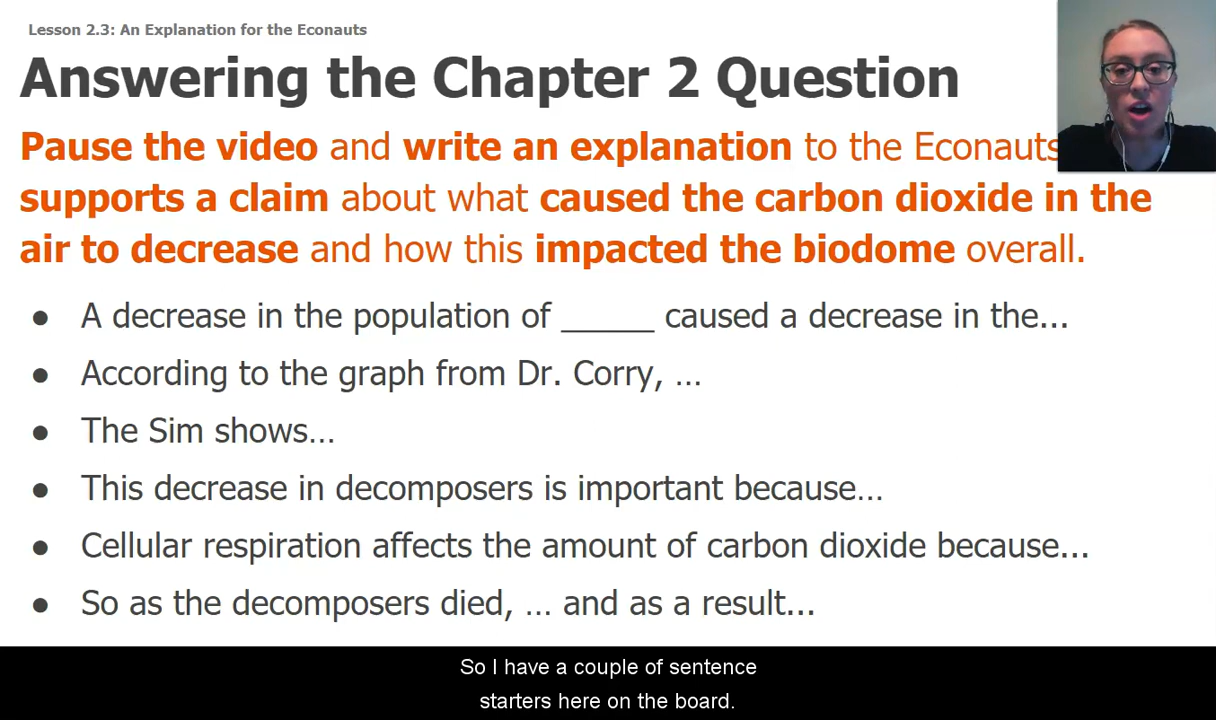 Lesson 2.3: An Explanation for the Econauts
Answering the Chapter 2 Question
Pause the video and write an explanation to the Econauts
supports a claim about what caused the carbon dioxide in the
air to decrease and how this impacted the biodome overall.
● A decrease in the population of _____ caused a decrease in the...
● According to the graph from Dr. Corry, ...
● The Sim shows...
● This decrease in decomposers is important because...
● Cellular respiration affects the amount of carbon dioxide because...
● So as the decomposers died, ... and as a result...
So I have a couple of sentence
starters here on the board.